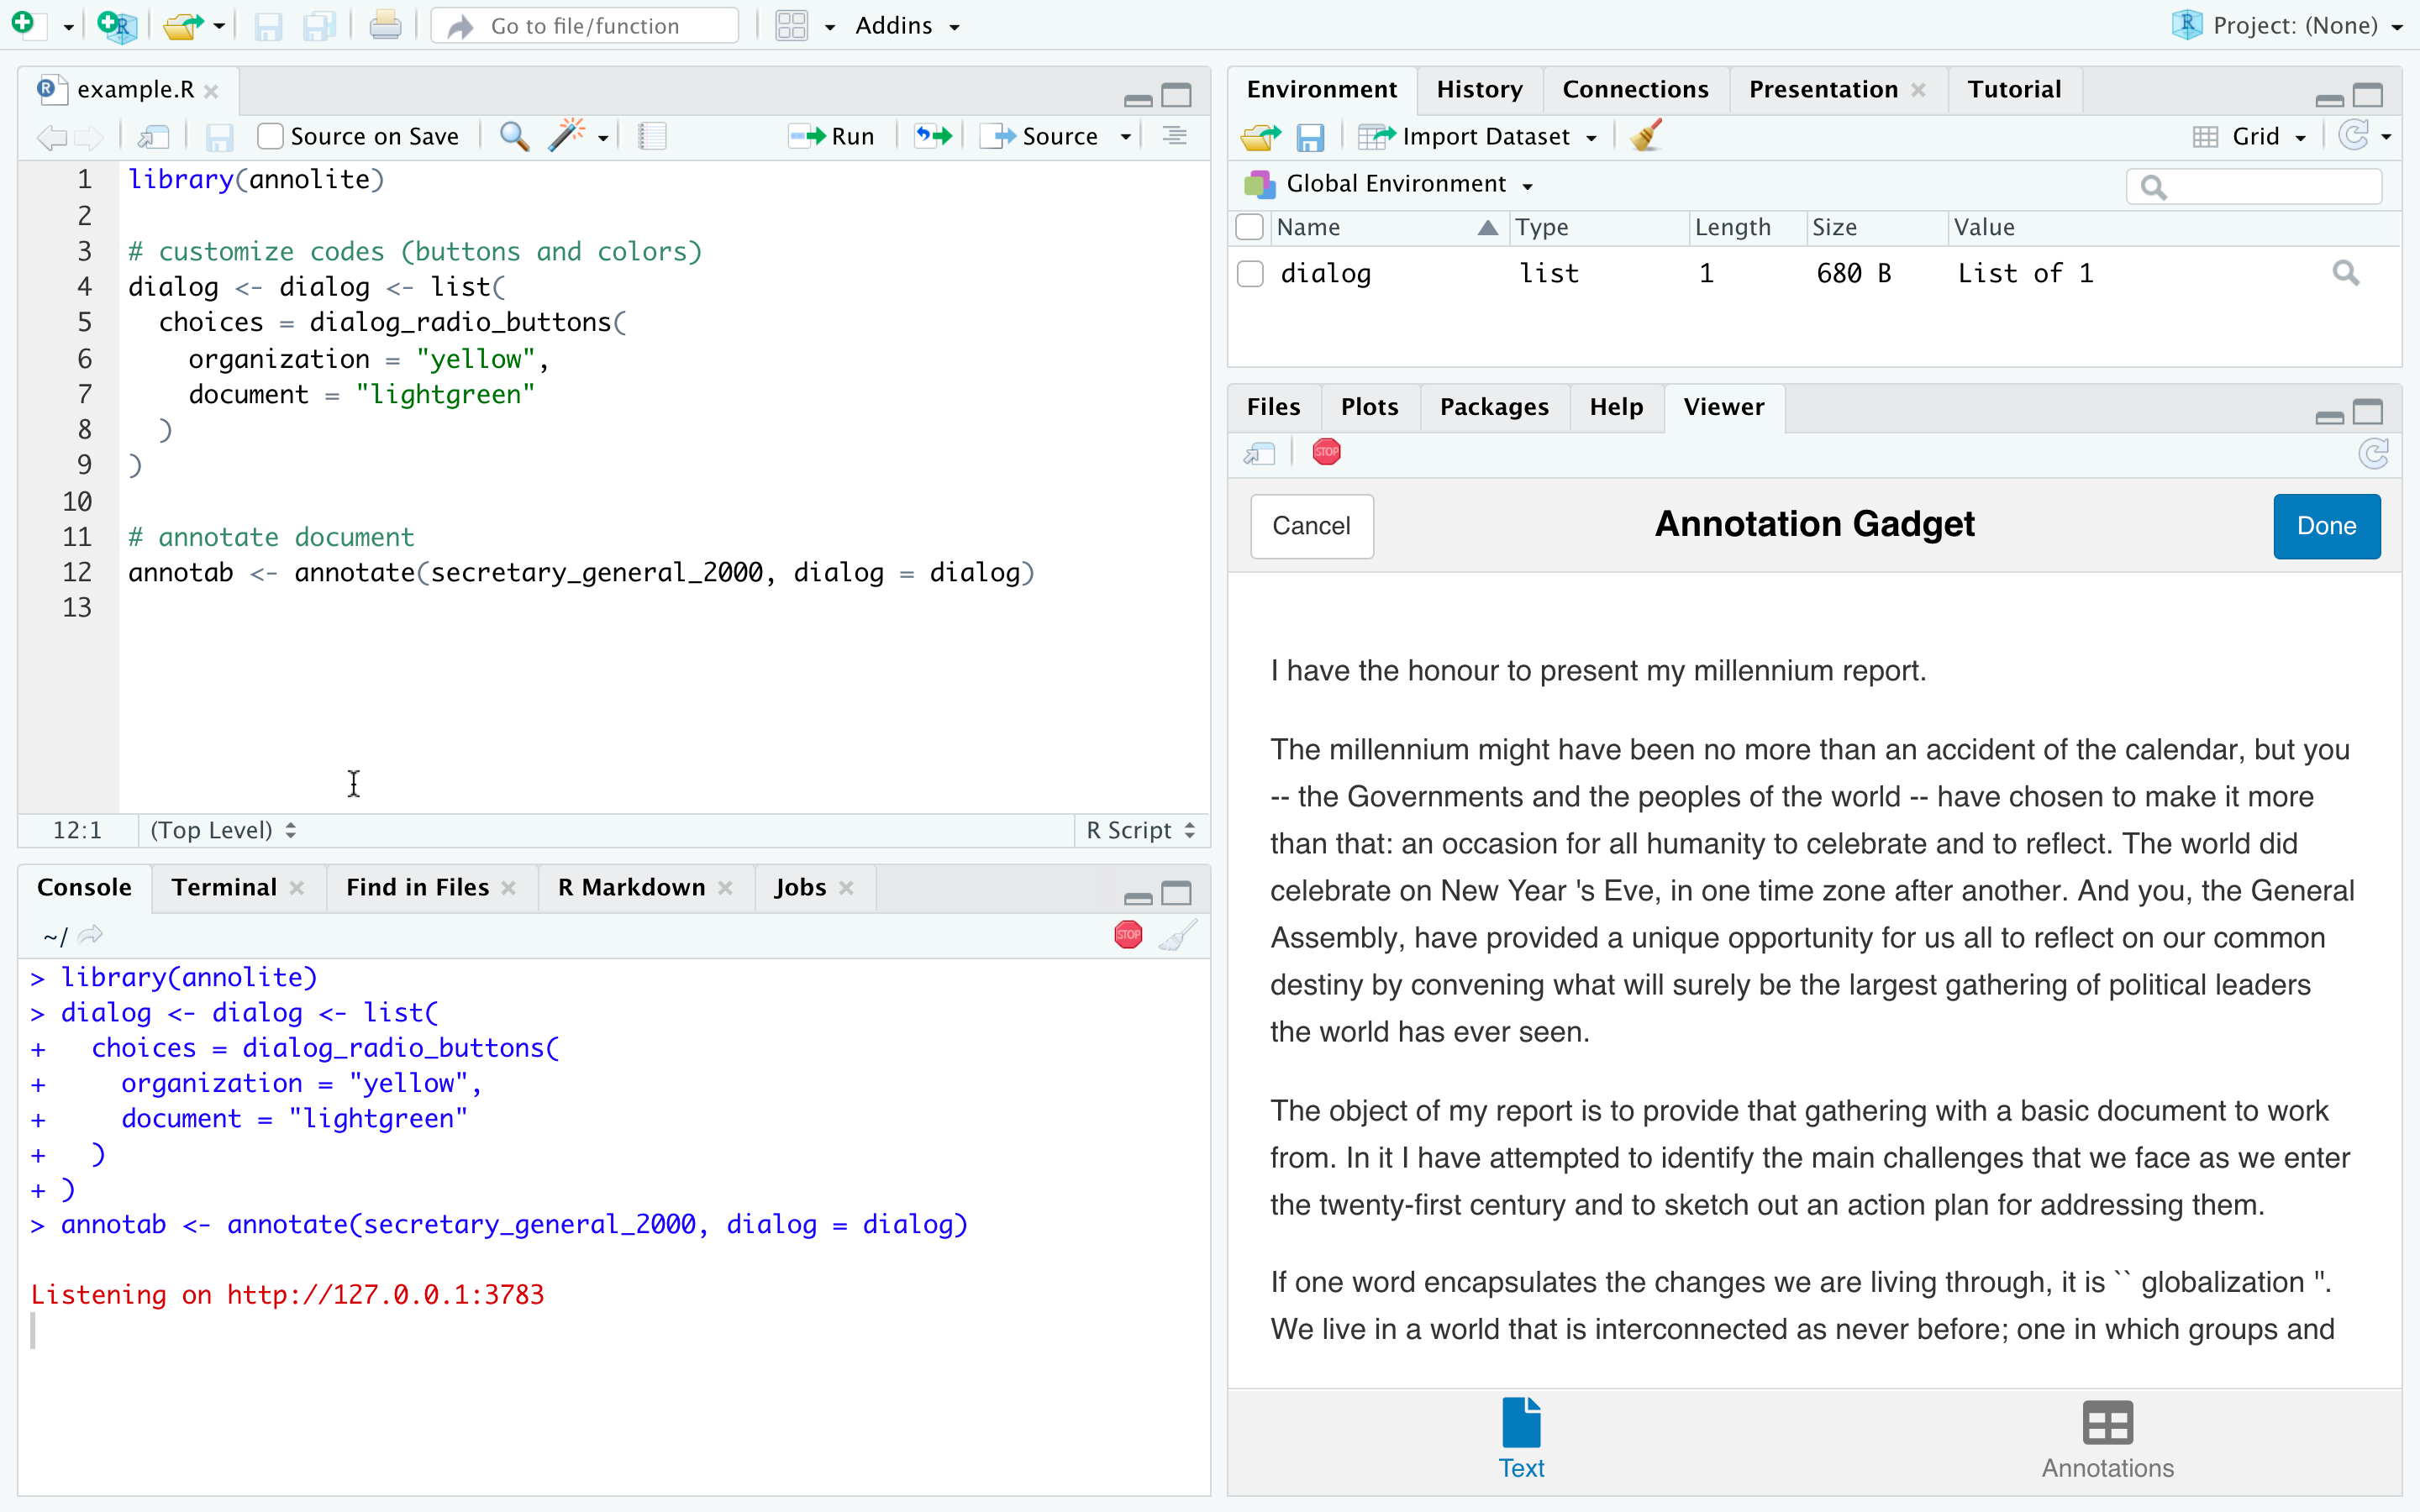 Go to file/function
Addins
Project: (None)
example.R
Source on Save
Run
Source
1 library(annolite)
2
3 # customize codes (buttons and colors)
4 dialog <- dialog <- list(
5   choices = dialog_radio_buttons(
6     organization = "yellow",
7     document = "lightgreen"
8   )
9 )
10
11 # annotate document
12 annotab <- annotate(secretary_general_2000, dialog = dialog)
13
12:1 (Top Level) R Script
Console Terminal Find in Files R Markdown Jobs
~/
STOP
> library(annolite)
> dialog <- dialog <- list(
+   choices = dialog_radio_buttons(
+     organization = "yellow",
+     document = "lightgreen"
+   )
+ )
> annotab <- annotate(secretary_general_2000, dialog = dialog)
Listening on http://127.0.0.1:3783
Environment History Connections Presentation Tutorial
Import Dataset Grid
Global Environment
Name Type Length Size Value
dialog list 1 680 B List of 1
Files Plots Packages Help Viewer
STOP
Cancel Annotation Gadget Done
I have the honour to present my millennium report.
The millennium might have been no more than an accident of the calendar, but you
-- the Governments and the peoples of the world -- have chosen to make it more
than that: an occasion for all humanity to celebrate and to reflect. The world did
celebrate on New Year 's Eve, in one time zone after another. And you, the General
Assembly, have provided a unique opportunity for us all to reflect on our common
destiny by convening what will surely be the largest gathering of political leaders
the world has ever seen.
The object of my report is to provide that gathering with a basic document to work
from. In it I have attempted to identify the main challenges that we face as we enter
the twenty-first century and to sketch out an action plan for addressing them.
If one word encapsulates the changes we are living through, it is `` globalization ''.
We live in a world that is interconnected as never before; one in which groups and
Text Annotations